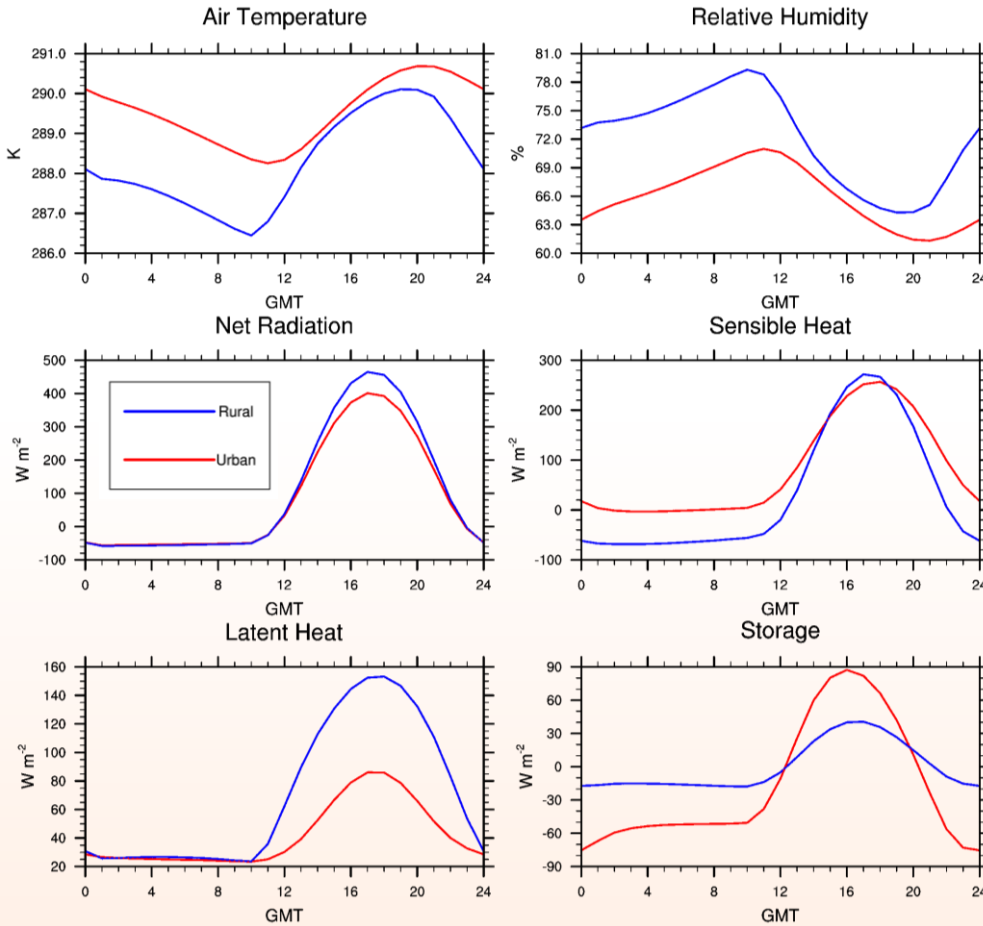 Air Temperature
291.0
290.0
289.0
288.0
287.0
286.0
K
0 4 8 12 16 20 24
GMT
Relative Humidity
81.0
78.0
75.0
72.0
69.0
66.0
63.0
60.0
%
0 4 8 12 16 20 24
GMT
Net Radiation
500
400
300
200
100
0
-100
W m-2
Rural
Urban
0 4 8 12 16 20 24
GMT
Sensible Heat
300
200
100
0
-100
W m-2
0 4 8 12 16 20 24
GMT
Latent Heat
160
140
120
100
80
60
40
20
W m-2
0 4 8 12 16 20 24
GMT
Storage
90
60
30
0
-30
-60
-90
W m-2
0 4 8 12 16 20 24
GMT